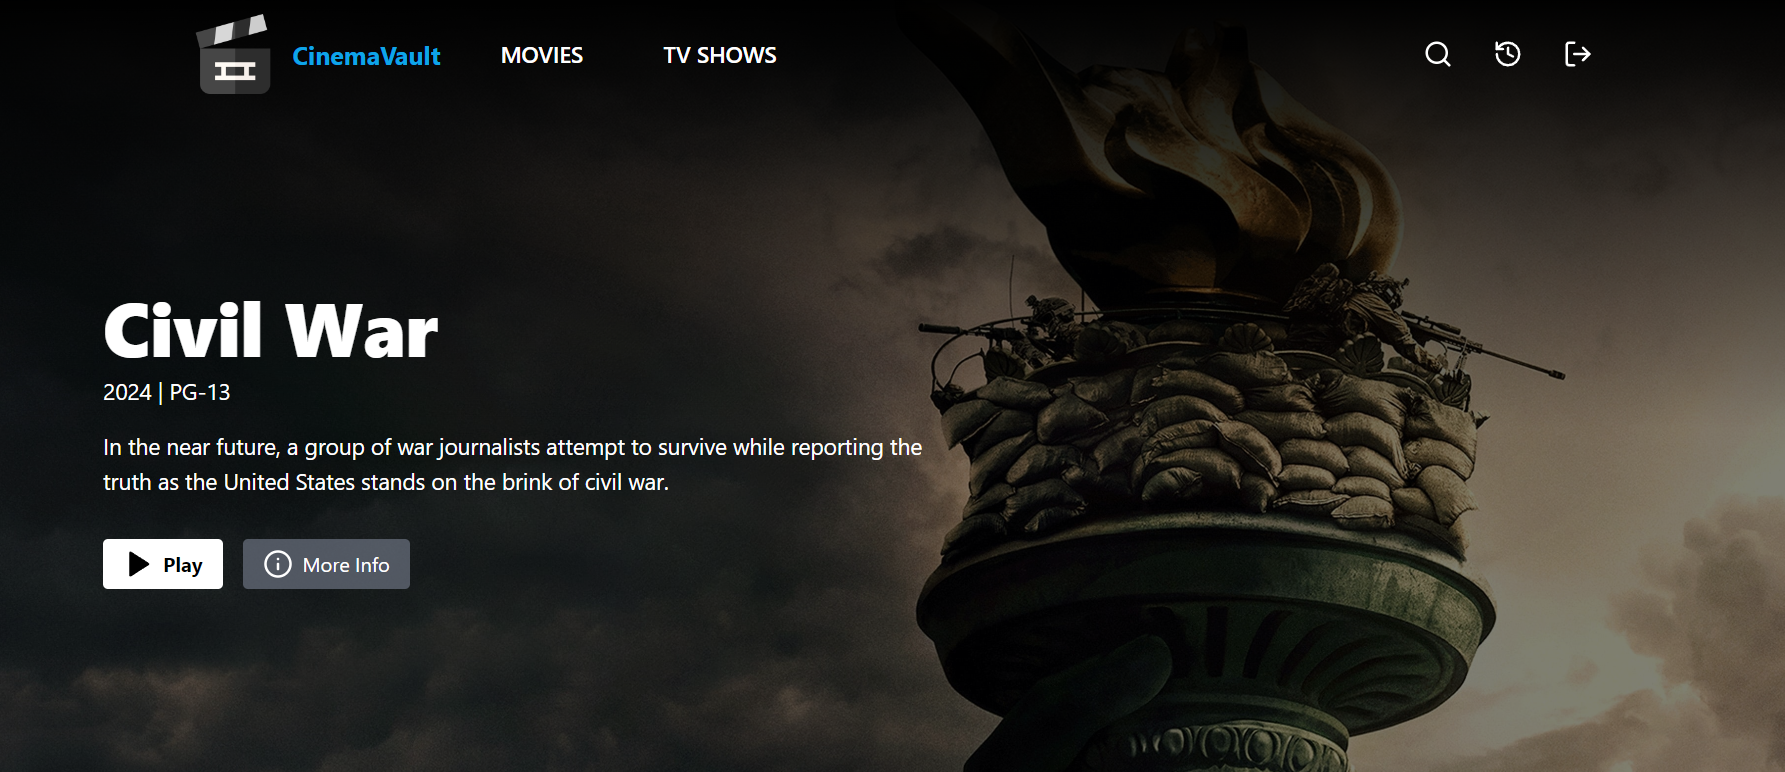 CinemaVault
MOVIES
TV SHOWS
Civil War
2024 | PG-13
In the near future, a group of war journalists attempt to survive while reporting the
truth as the United States stands on the brink of civil war.
Play
More Info